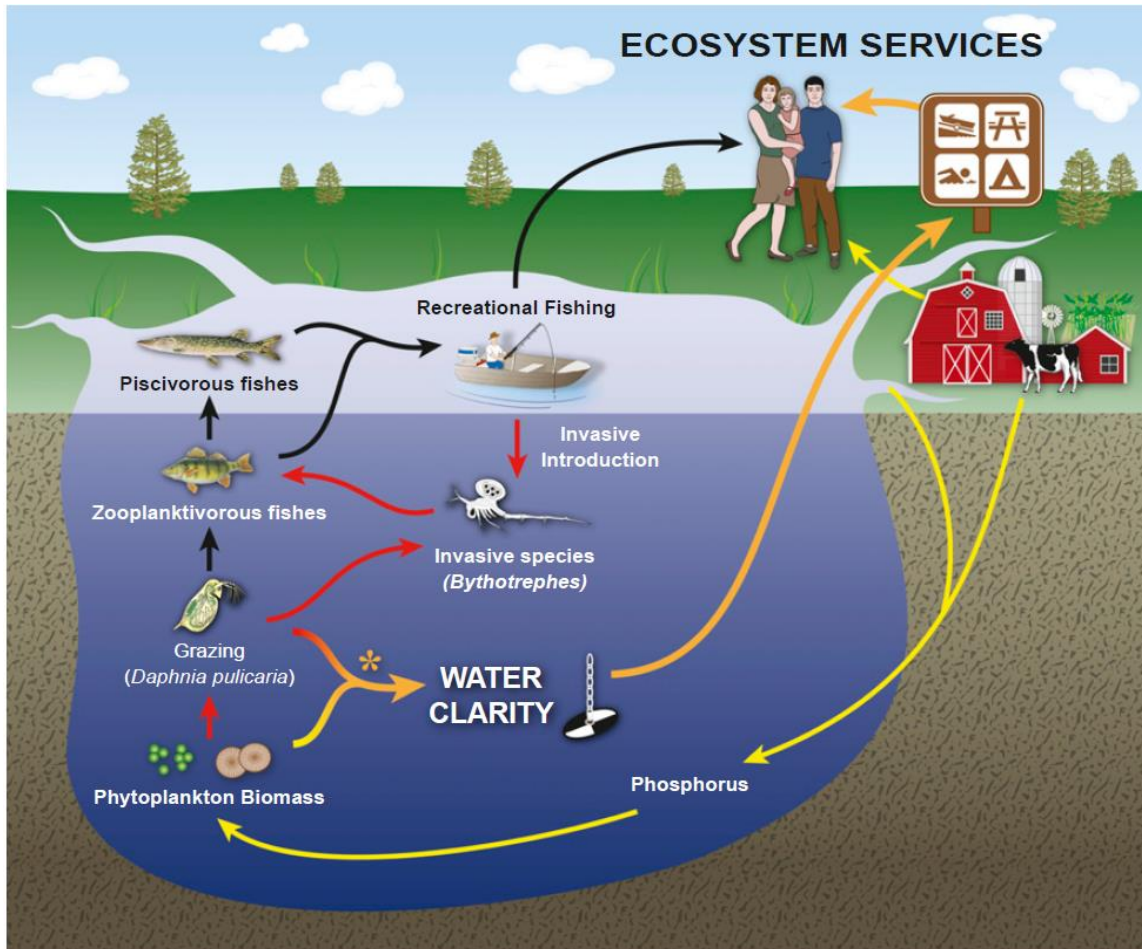 ECOSYSTEM SERVICES
Recreational Fishing
Piscivorous fishes
Invasive
Introduction
Zooplanktivorous fishes
Invasive species
(Bythotrephes)
Grazing
(Daphnia pulicaria)
*
WATER
CLARITY
Phosphorus
Phytoplankton Biomass